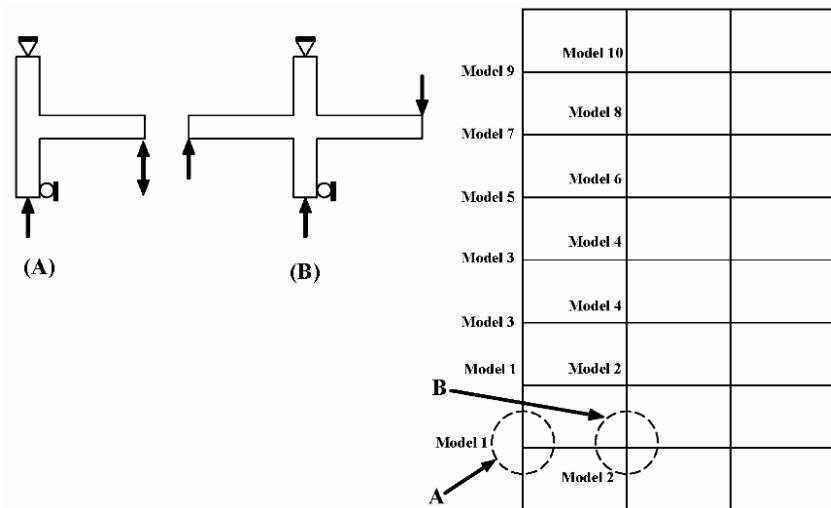 (A)
(B)
Model 10
Model 9
Model 8
Model 7
Model 6
Model 5
Model 4
Model 3
Model 4
Model 3
Model 1
Model 2
B
Model 1
Model 2
A